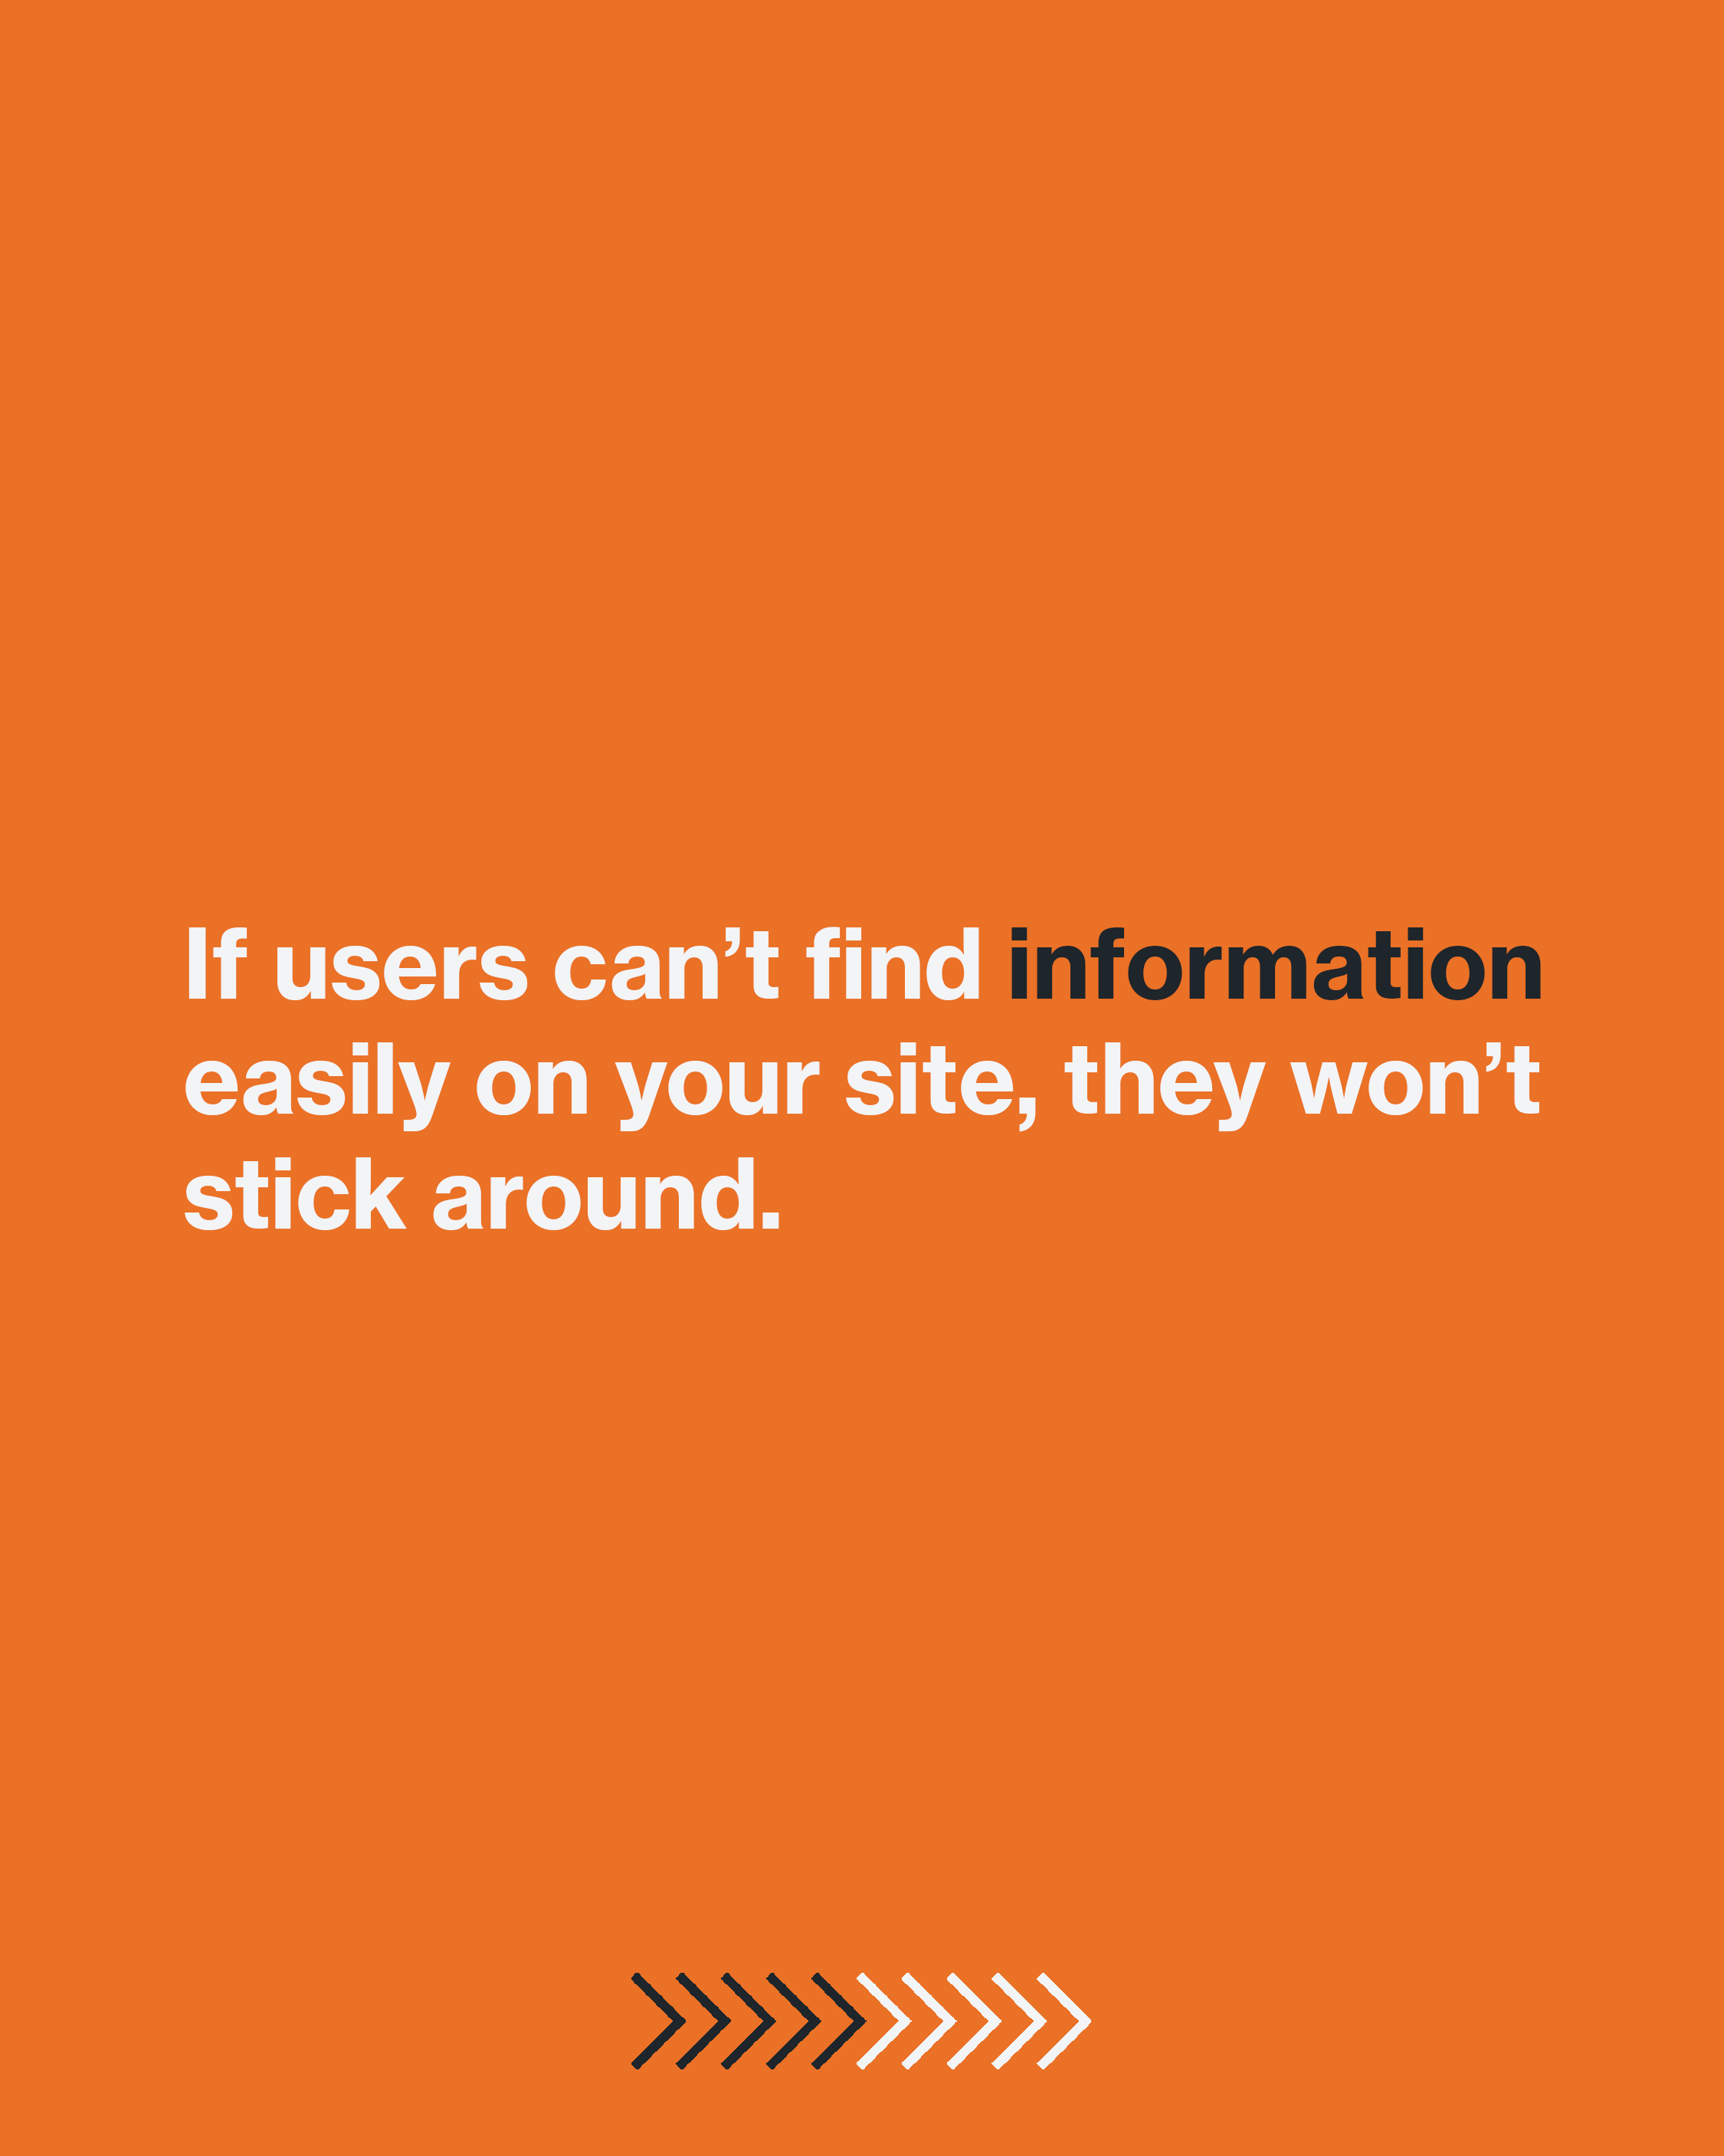 If users can’t find information
easily on your site, they won’t
stick around.